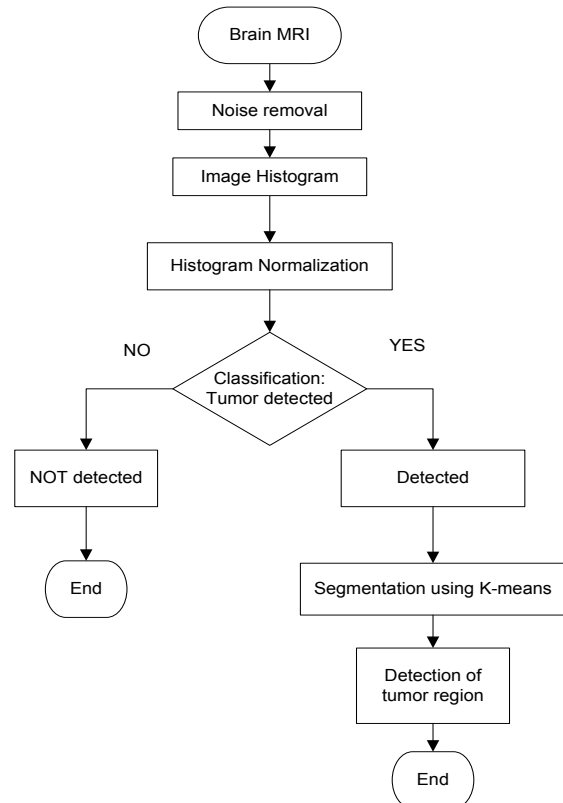 Brain MRI
Noise removal
Image Histogram
Histogram Normalization
NO
YES
Classification:
Tumor detected
NOT detected
Detected
End
Segmentation using K-means
Detection of
tumor region
End